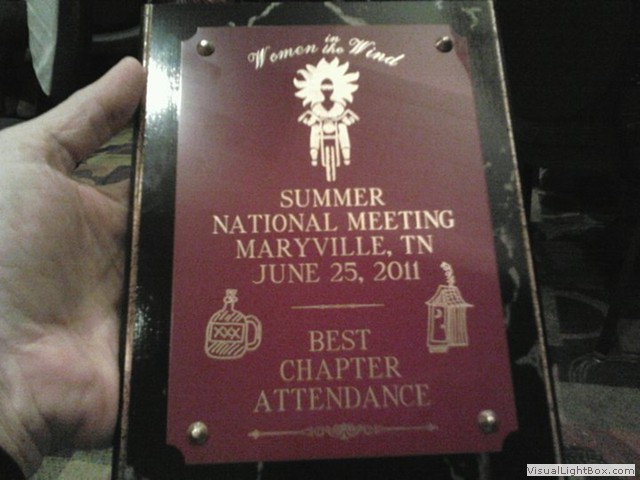 Women in the Wind
SUMMER
NATIONAL MEETING
MARYVILLE, TN
JUNE 25, 2011
XXX
BEST
CHAPTER
ATTENDANCE
VisualLightBox.com